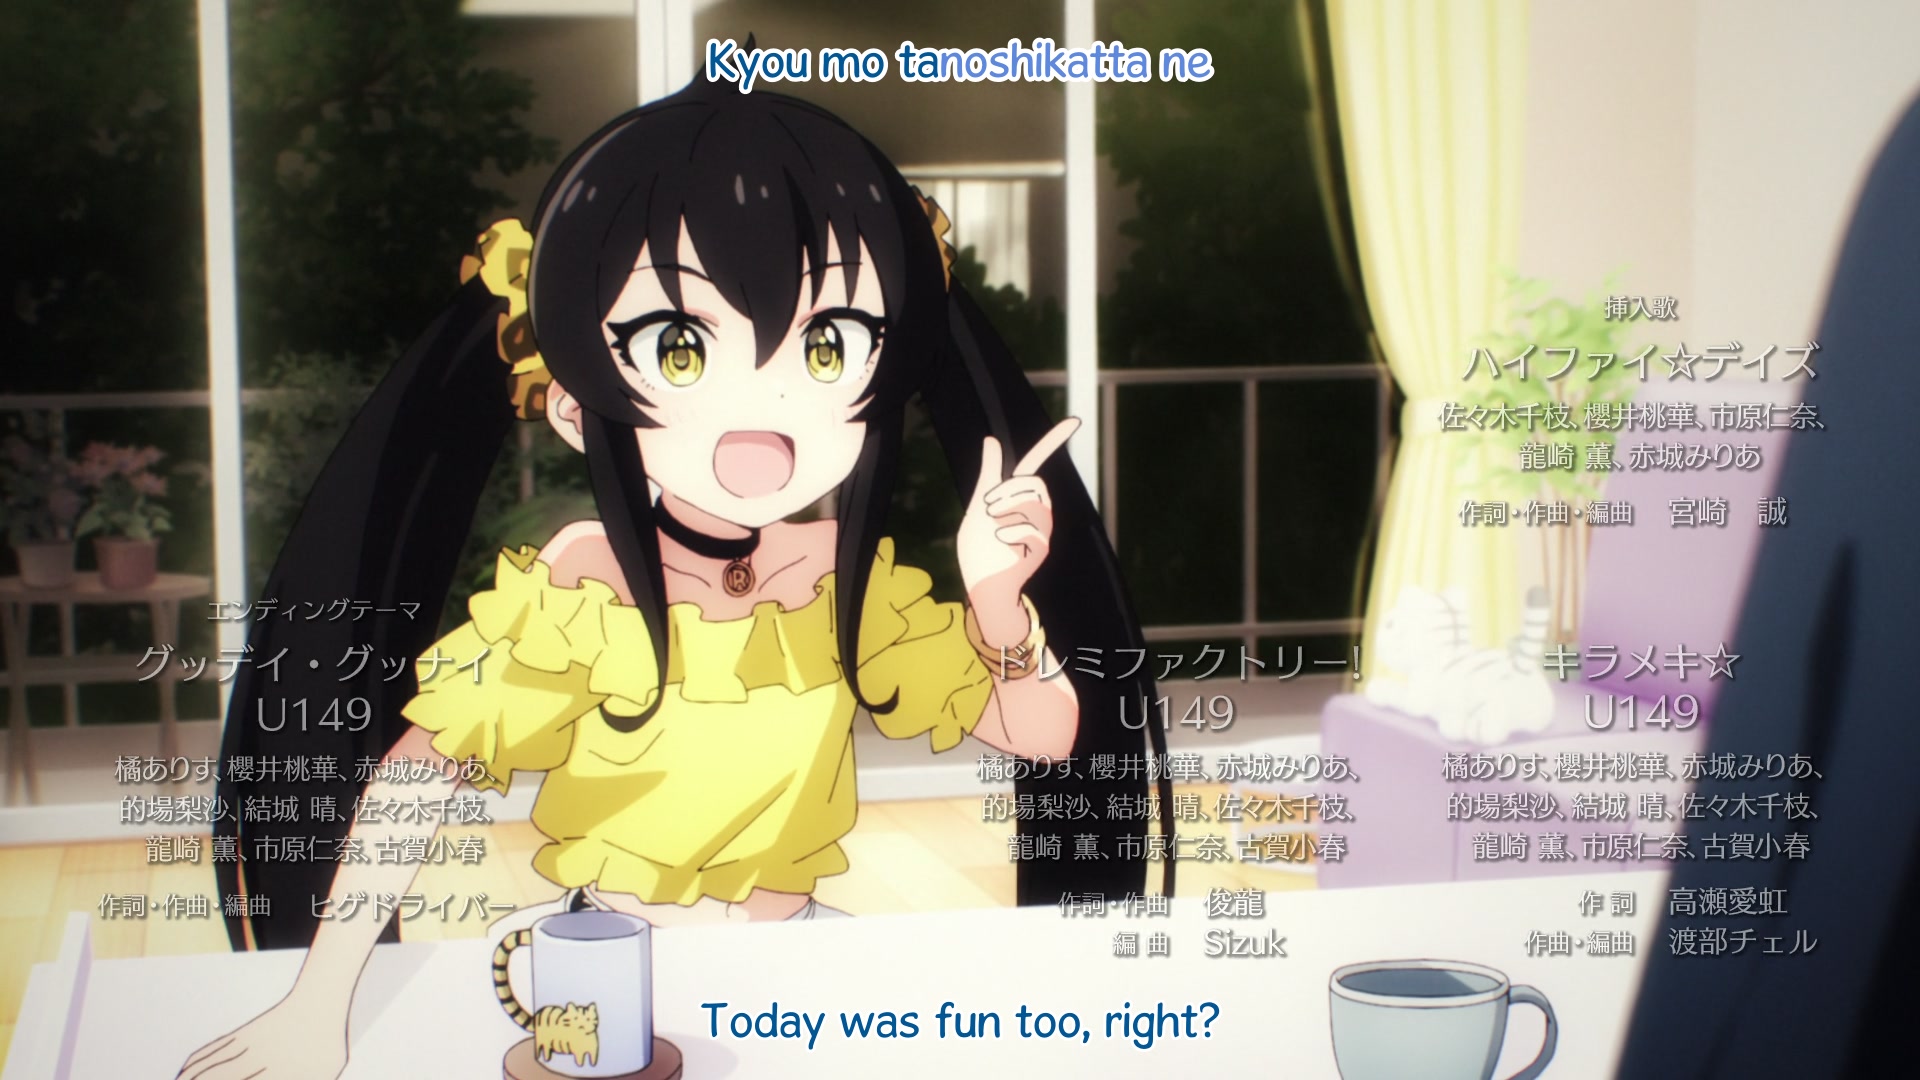 Kyou mo tanoshikatta ne
挿入歌
ハイファイ☆デイズ
佐々木千枝、櫻井桃華、市原仁奈、
龍崎 薫、赤城みりあ
作詞・作曲・編曲 宮崎 誠
エンディングテーマ
グッデイ・グッナイ
U149
橘ありす、櫻井桃華、赤城みりあ、
的場梨沙、結城 晴、佐々木千枝、
龍崎 薫、市原仁奈、古賀小春
作詞・作曲・編曲 ヒゲドライバー
ドレミファクトリー!
U149
橘ありす、櫻井桃華、赤城みりあ、
的場梨沙、結城 晴、佐々木千枝、
龍崎 薫、市原仁奈、古賀小春
作詞・作曲 俊龍
編 曲 Sizuk
キラメキ☆
U149
橘ありす、櫻井桃華、赤城みりあ、
的場梨沙、結城 晴、佐々木千枝、
龍崎 薫、市原仁奈、古賀小春
作 詞 高瀬愛虹
作曲・編曲 渡部チェル
R
Today was fun too, right?